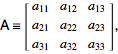 A ≡ [ a₁₁ a₁₂ a₁₃
a₂₁ a₂₂ a₂₃
a₃₁ a₃₂ a₃₃ ],